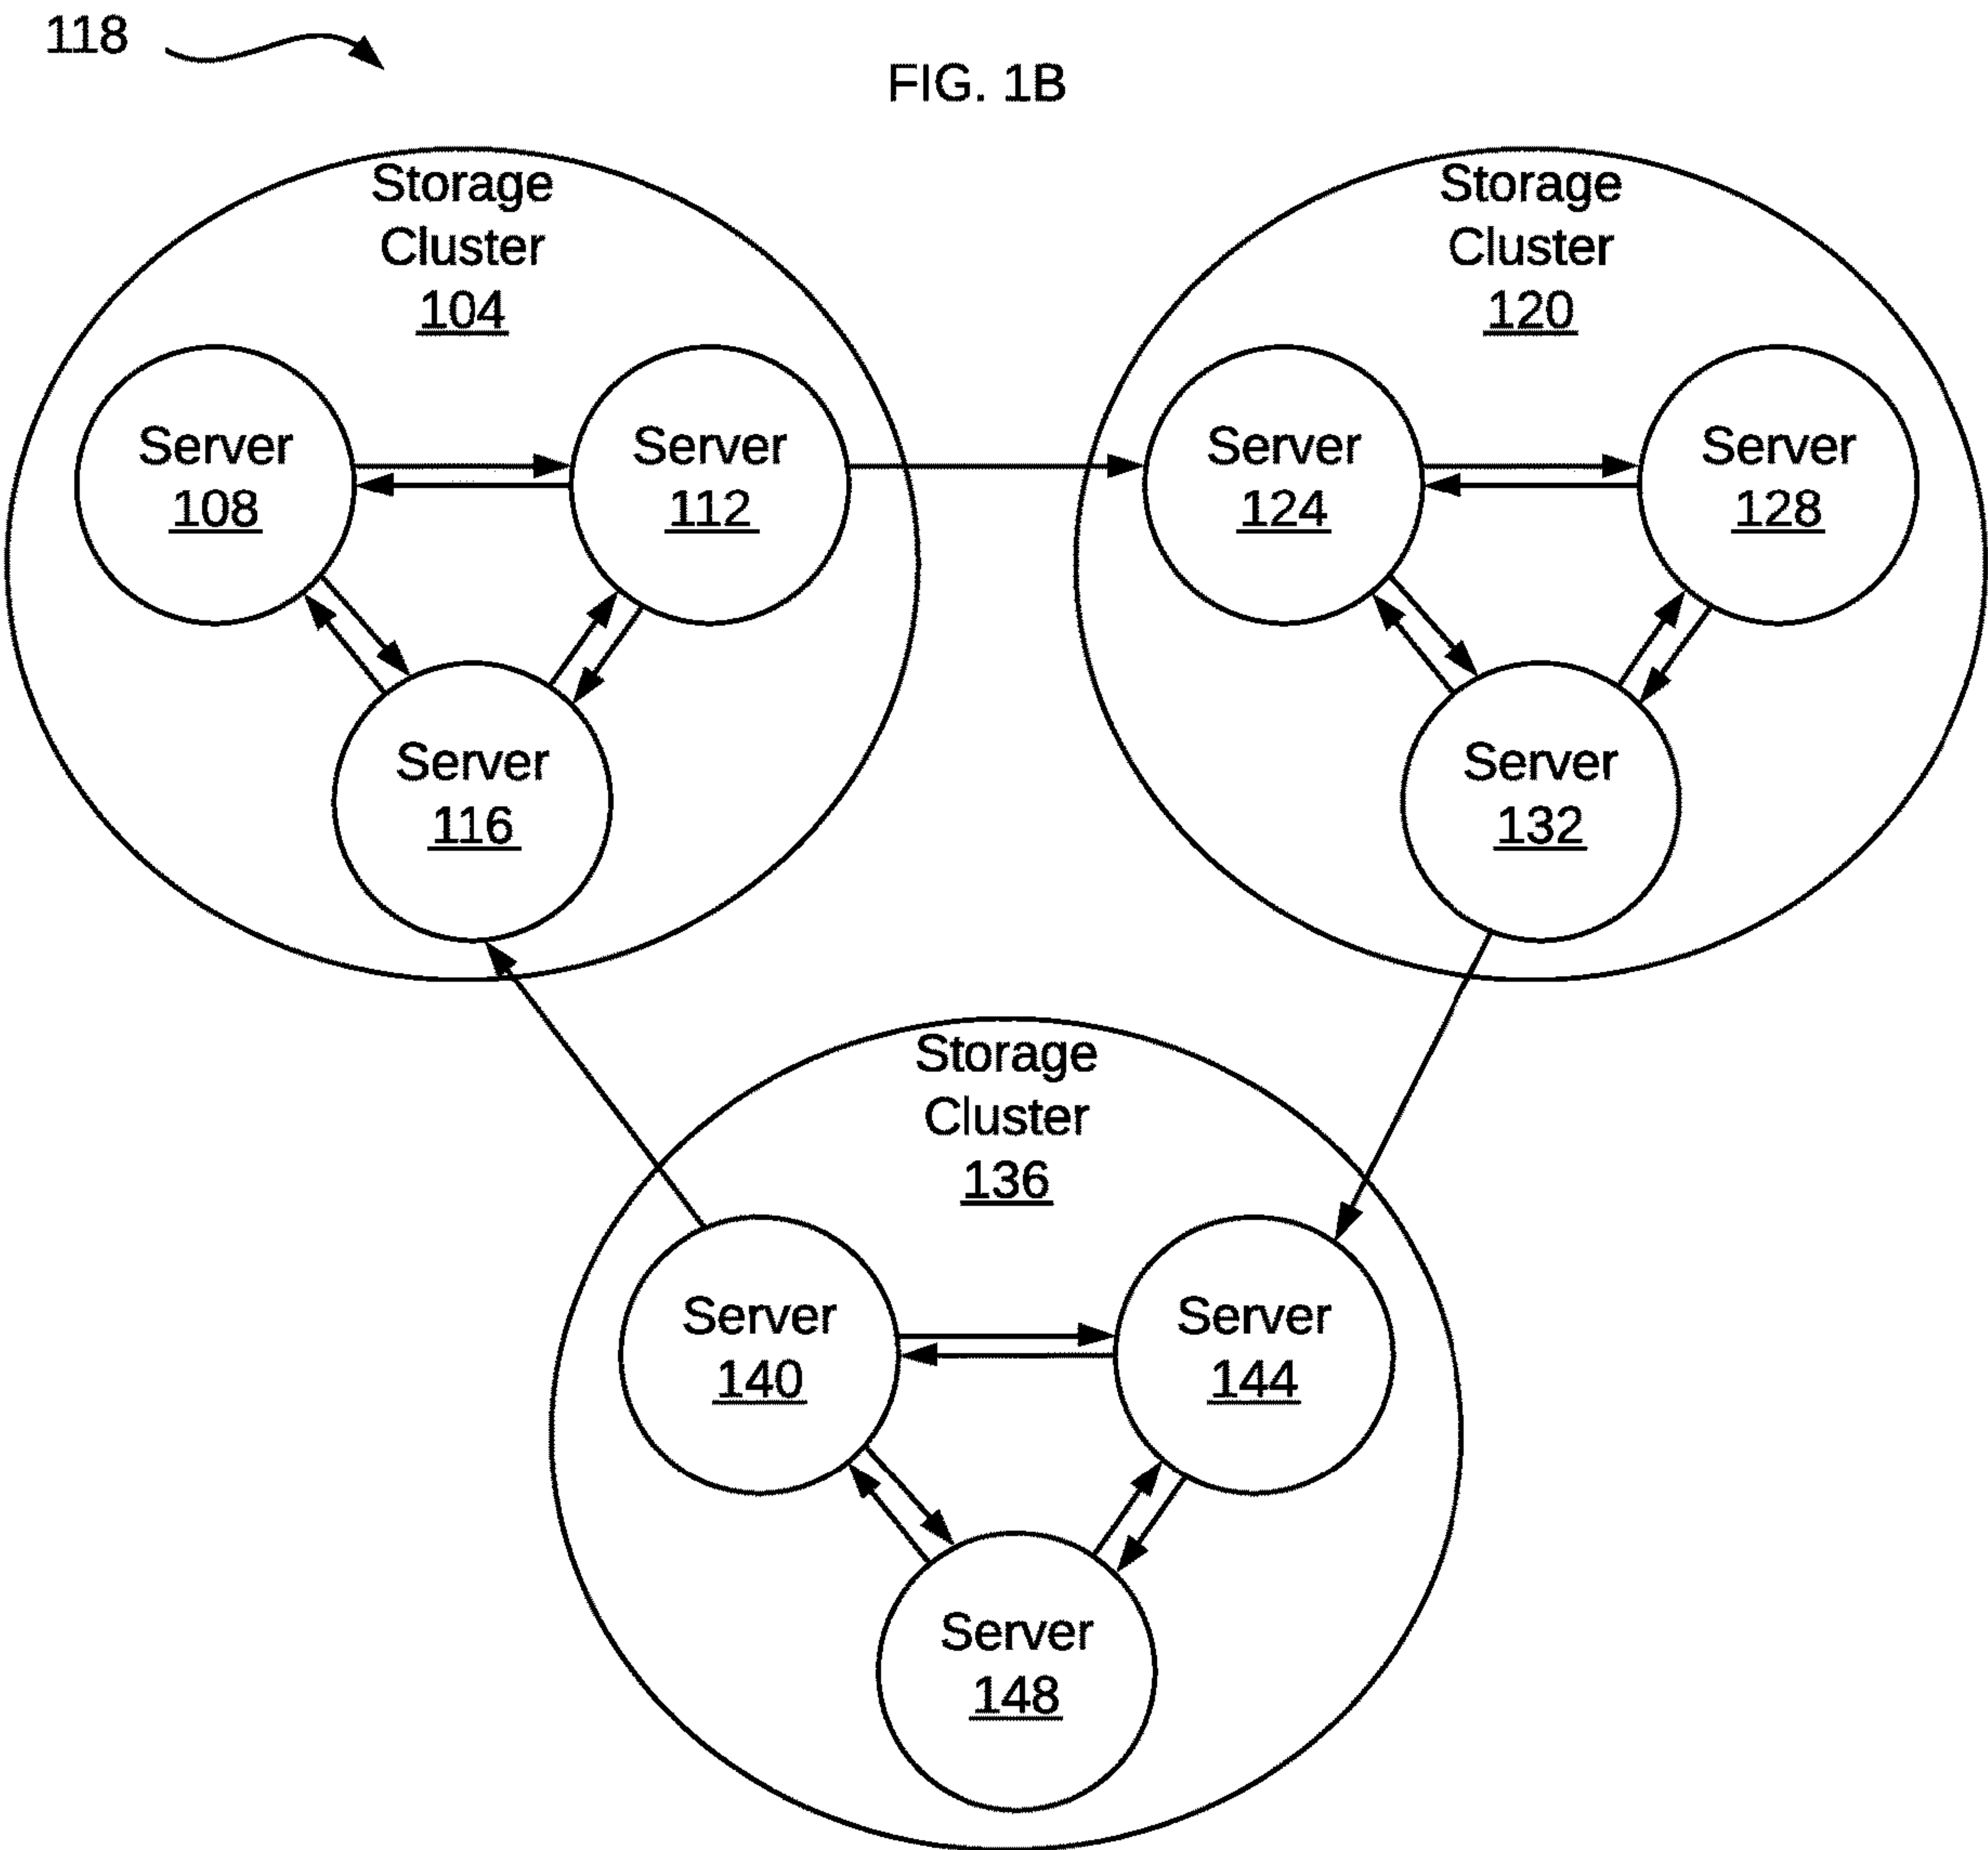 118
FIG. 1B
Storage
Cluster
104
Server
108
Server
112
Server
116
Storage
Cluster
120
Server
124
Server
128
Server
132
Storage
Cluster
136
Server
140
Server
144
Server
148